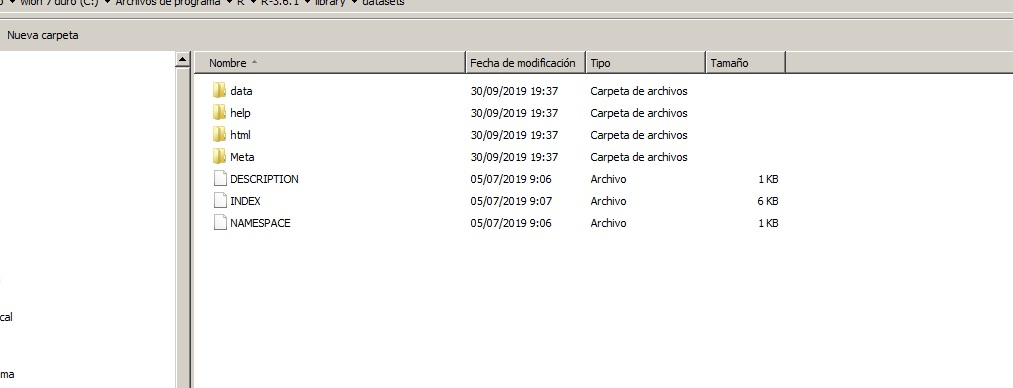 wion 7 duro (C:) Archivos de programa R R-3.6.1 library datasets
Nueva carpeta
Nombre Fecha de modificación Tipo Tamaño
data 30/09/2019 19:37 Carpeta de archivos
help 30/09/2019 19:37 Carpeta de archivos
html 30/09/2019 19:37 Carpeta de archivos
Meta 30/09/2019 19:37 Carpeta de archivos
DESCRIPTION 05/07/2019 9:06 Archivo 1 KB
INDEX 05/07/2019 9:07 Archivo 6 KB
NAMESPACE 05/07/2019 9:06 Archivo 1 KB
cal
ma